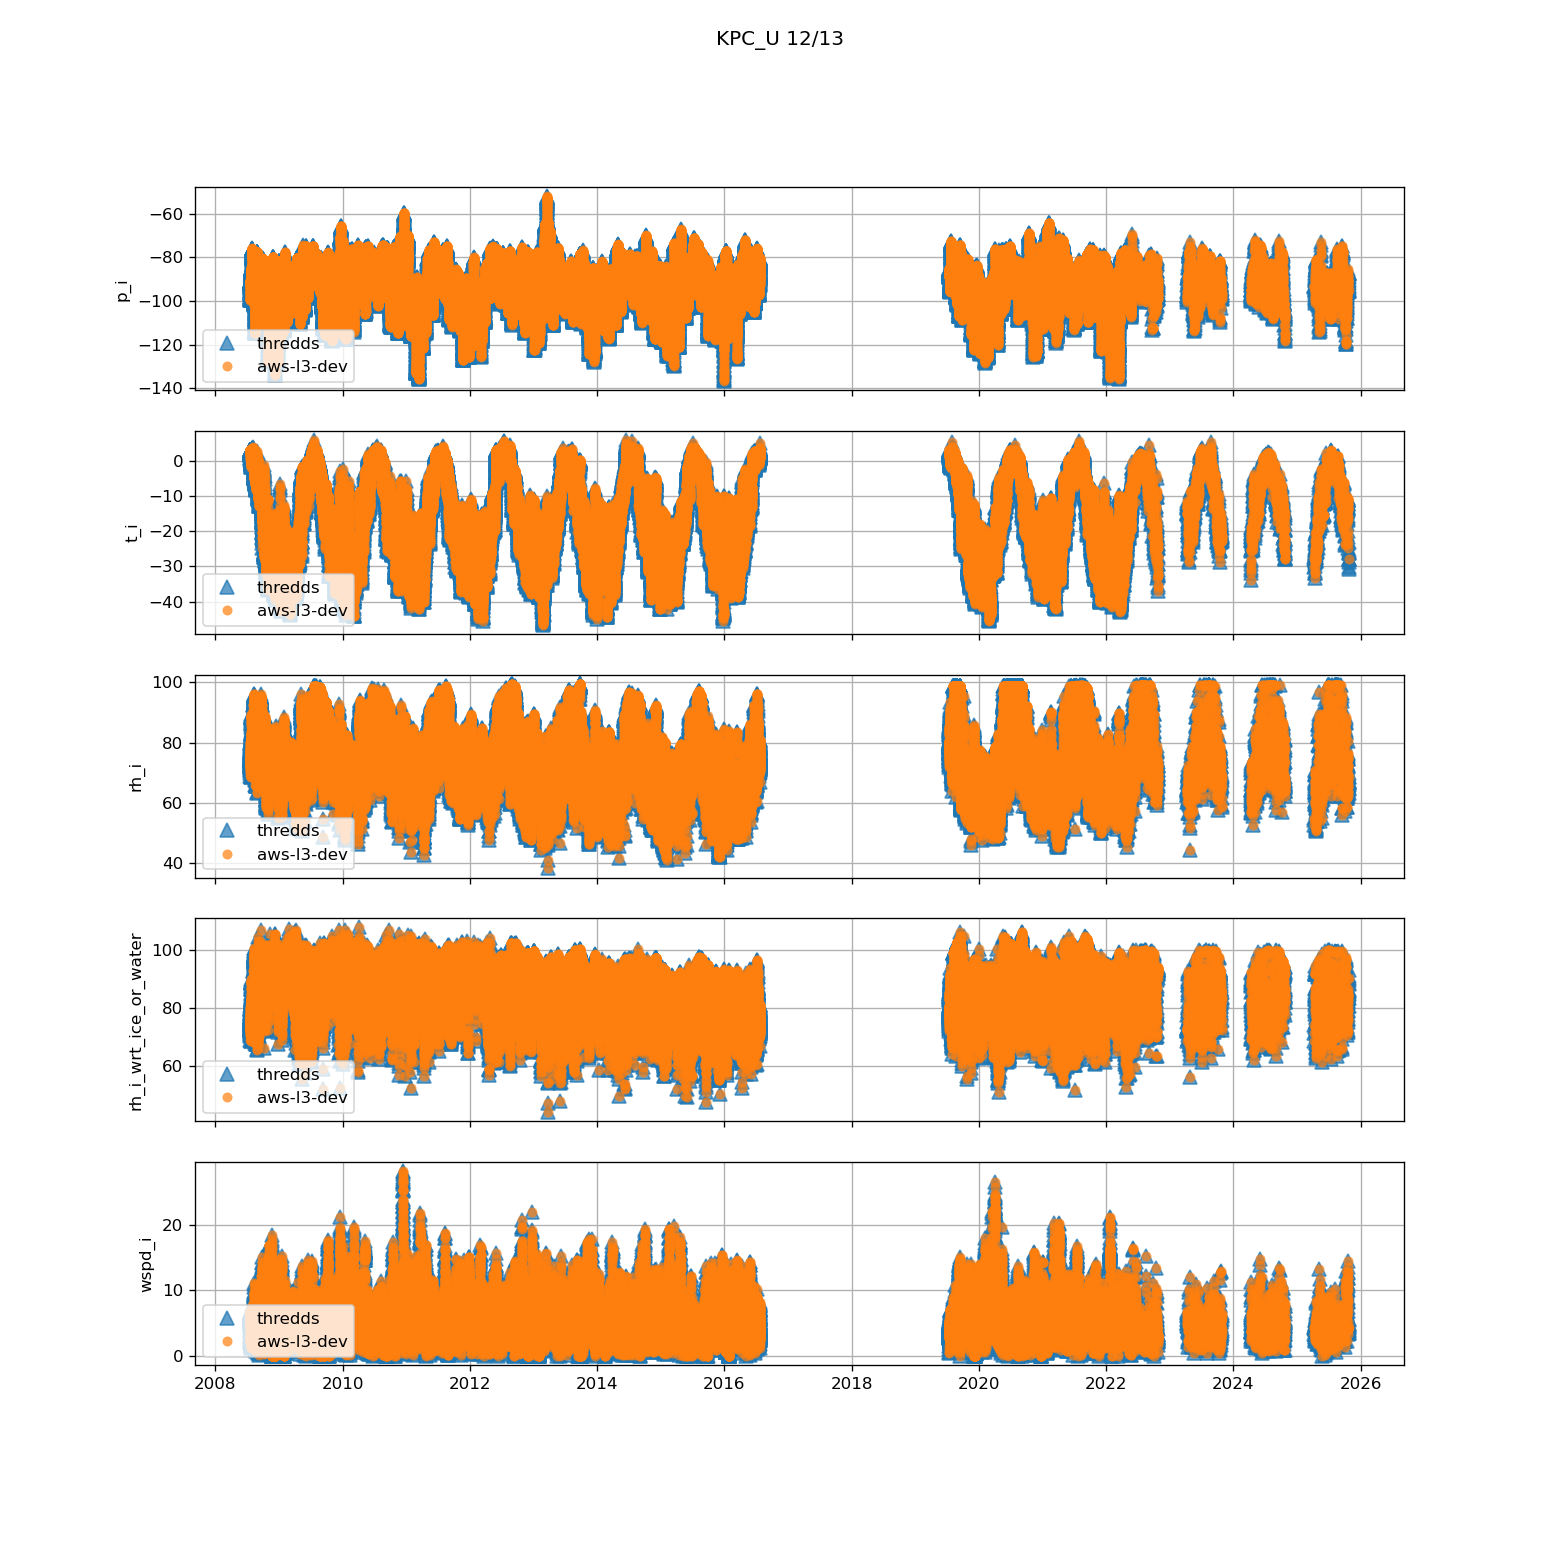 KPC_U 12/13
−60
−80
−100
−120
−140
p_i
thredds
aws-l3-dev
0
−10
−20
−30
−40
t_i
thredds
aws-l3-dev
100
80
60
40
rh_i
thredds
aws-l3-dev
100
80
60
rh_i_wrt_ice_or_water
thredds
aws-l3-dev
20
10
0
wspd_i
thredds
aws-l3-dev
2008 2010 2012 2014 2016 2018 2020 2022 2024 2026